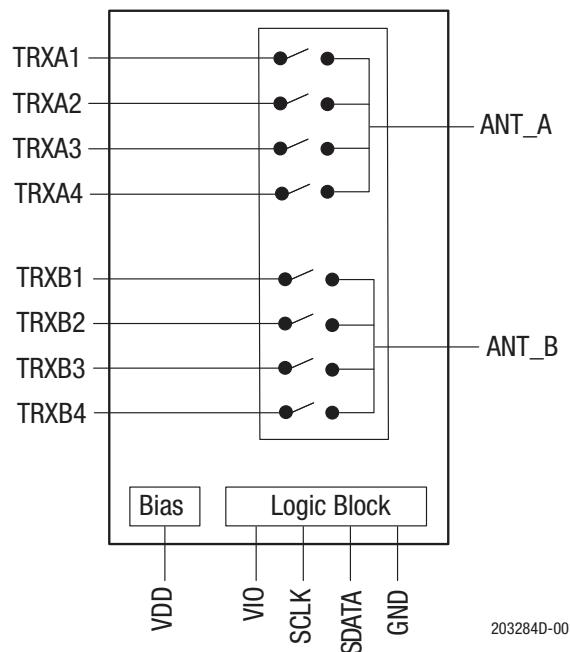 TRXA1
TRXA2
TRXA3
TRXA4
ANT_A
TRXB1
TRXB2
TRXB3
TRXB4
ANT_B
Bias
Logic Block
VDD
VIO
SCLK
SDATA
GND
203284D-00